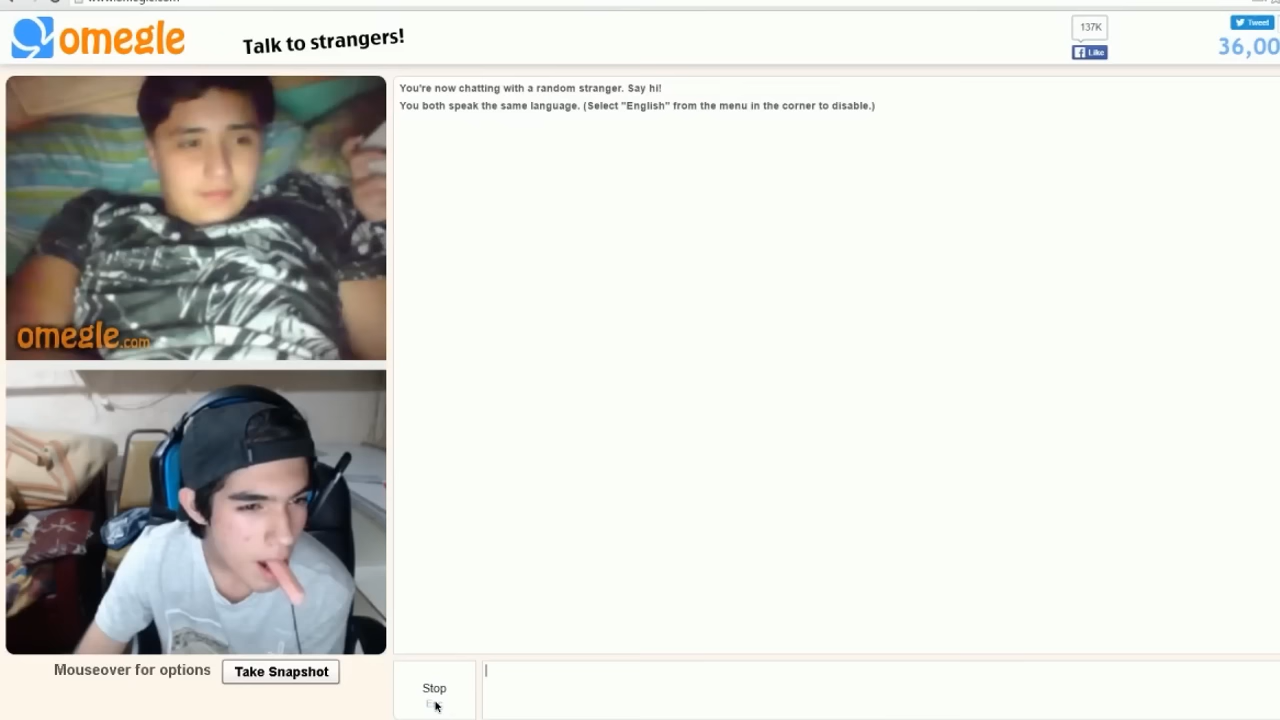 omegle
Talk to strangers!
137K
Tweet
Like
36,00
You're now chatting with a random stranger. Say hi!
You both speak the same language. (Select "English" from the menu in the corner to disable.)
omegle.com
Mouseover for options
Take Snapshot
Stop